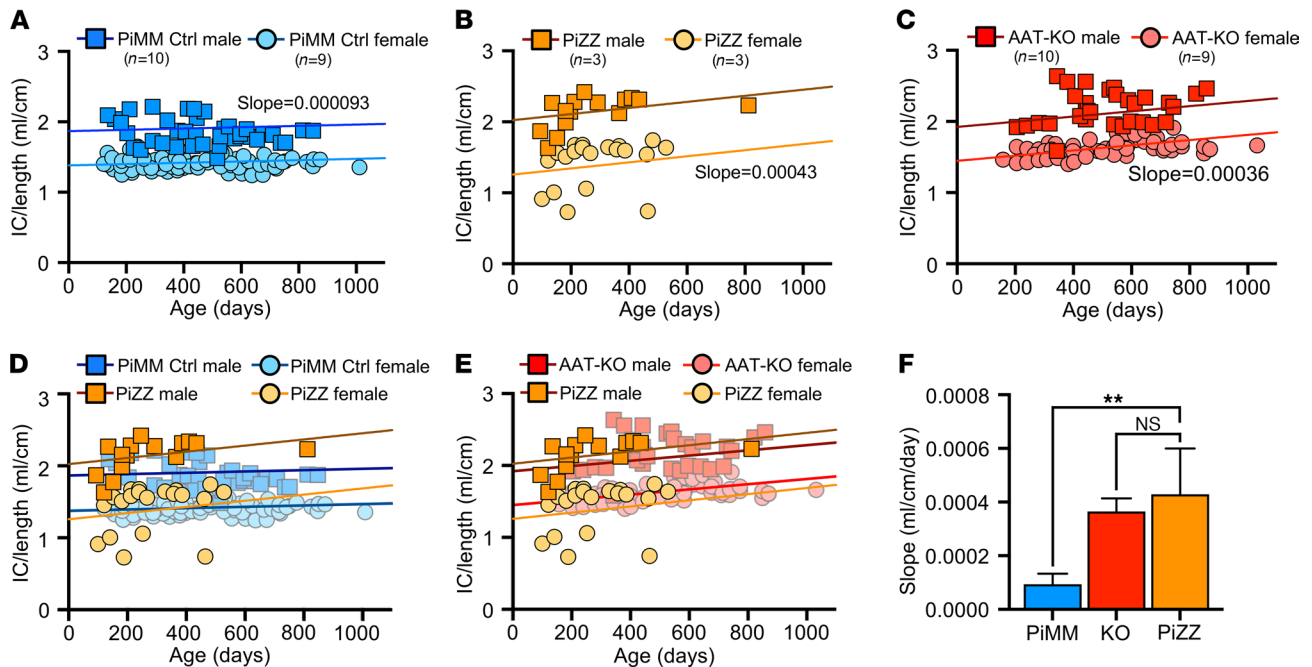 A
PiMM Ctrl male
(n=10)
PiMM Ctrl female
(n=9)
Slope=0.000093
IC/length (ml/cm)
3
2
1
0
0 200 400 600 800 1000
Age (days)
B
PiZZ male
(n=3)
PiZZ female
(n=3)
Slope=0.00043
IC/length (ml/cm)
3
2
1
0
0 200 400 600 800 1000
Age (days)
C
AAT-KO male
(n=10)
AAT-KO female
(n=9)
Slope=0.00036
IC/length (ml/cm)
3
2
1
0
0 200 400 600 800 1000
Age (days)
D
PiMM Ctrl male
PiMM Ctrl female
PiZZ male
PiZZ female
IC/length (ml/cm)
3
2
1
0
0 200 400 600 800 1000
Age (days)
E
AAT-KO male
AAT-KO female
PiZZ male
PiZZ female
IC/length (ml/cm)
3
2
1
0
0 200 400 600 800 1000
Age (days)
F
Slope (ml/cm/day)
0.0008
0.0006
0.0004
0.0002
0.0000
**
NS
PiMM KO PiZZ